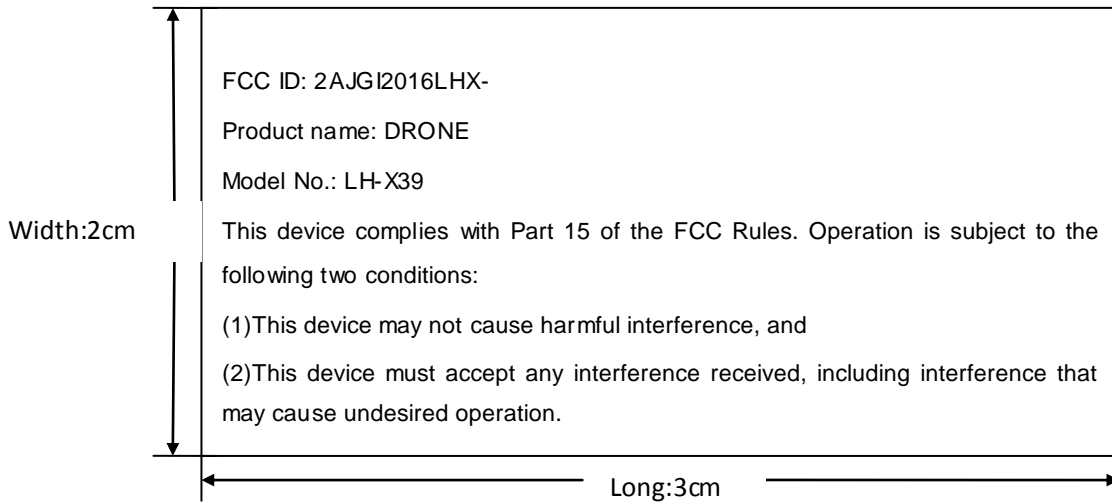 FCC ID: 2AJGI2016LHX-
Product name: DRONE
Model No.: LH-X39
Width:2cm
This device complies with Part 15 of the FCC Rules. Operation is subject to the
following two conditions:
(1)This device may not cause harmful interference, and
(2)This device must accept any interference received, including interference that
may cause undesired operation.
Long:3cm